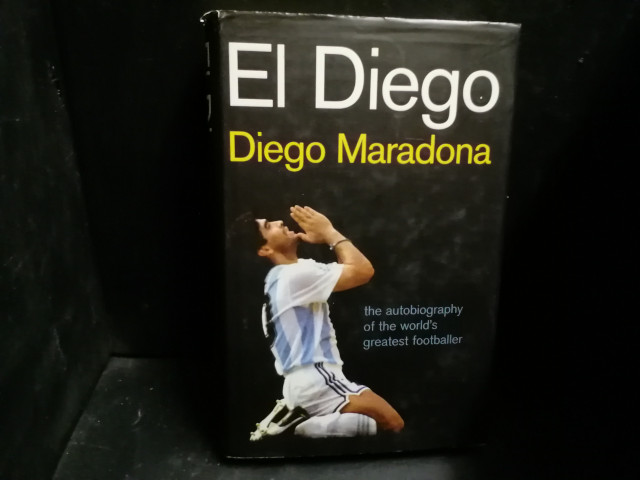 El Diego
Diego Maradona
the autobiography
of the world's
greatest footballer